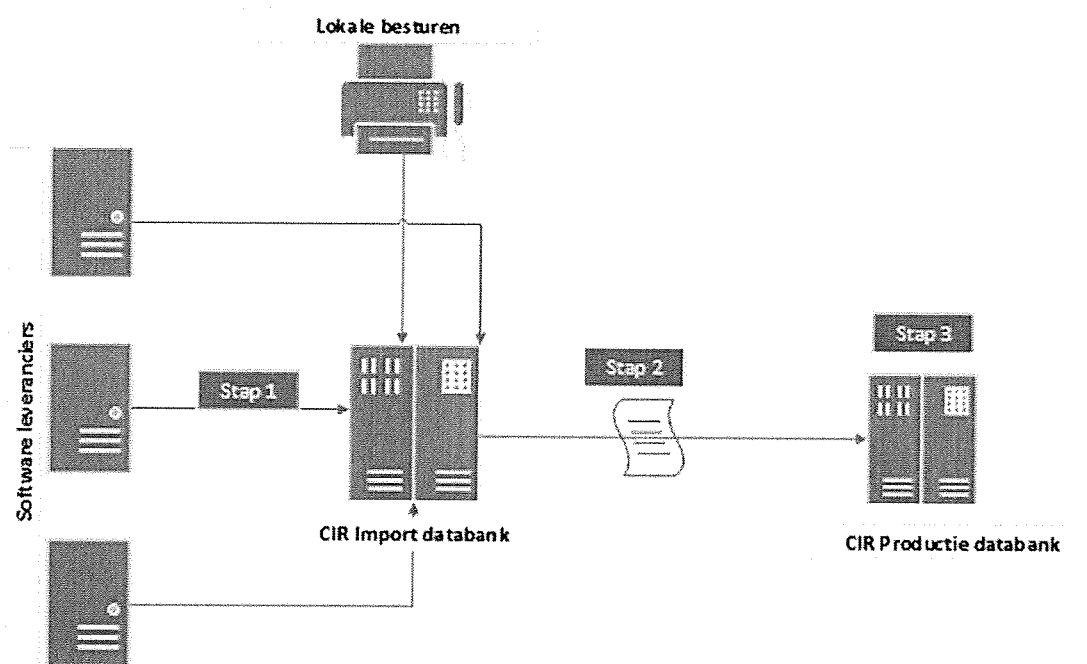 Lokale besturen
Software leveranciers
Stap 1
Stap 2
Stap 3
CIR Import databank
CIR Productie databank